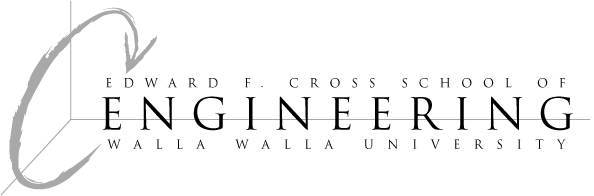 EDWARD F. CROSS SCHOOL OF
ENGINEERING
WALLA WALLA UNIVERSITY